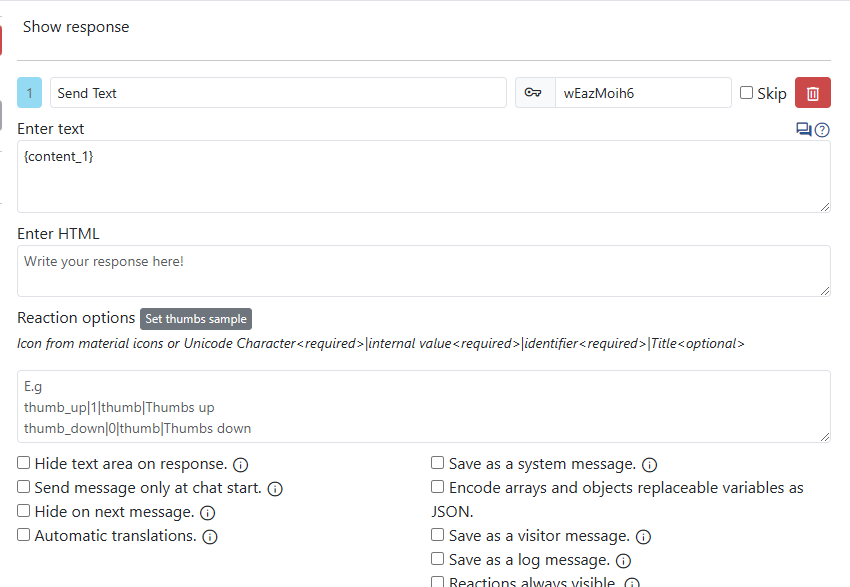 Show response
1 Send Text wEazMoih6 Skip
Enter text
{content_1}
Enter HTML
Write your response here!
Reaction options Set thumbs sample
Icon from material icons or Unicode Character<required>|internal value<required>|identifier<required>|Title<optional>
E.g
thumb_up|1|thumb|Thumbs up
thumb_down|0|thumb|Thumbs down
Hide text area on response.
Send message only at chat start.
Hide on next message.
Automatic translations.
Save as a system message.
Encode arrays and objects replaceable variables as
JSON.
Save as a visitor message.
Save as a log message.
Reactions always visible.